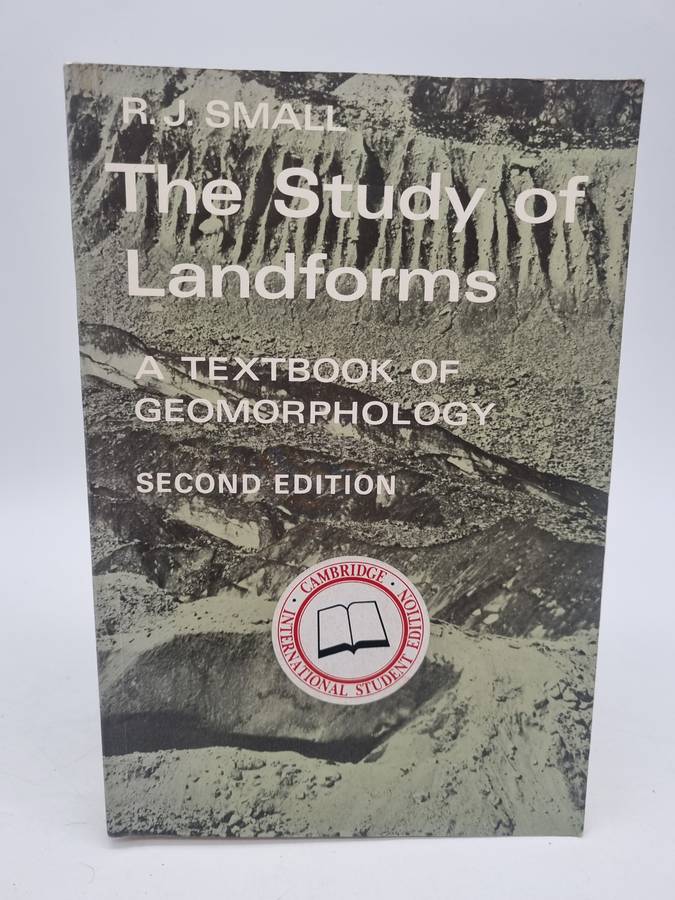 R. J. SMALL
The Study of
Landforms
A TEXTBOOK OF
GEOMORPHOLOGY
SECOND EDITION
· CAMBRIDGE ·
INTERNATIONAL STUDENT EDITION